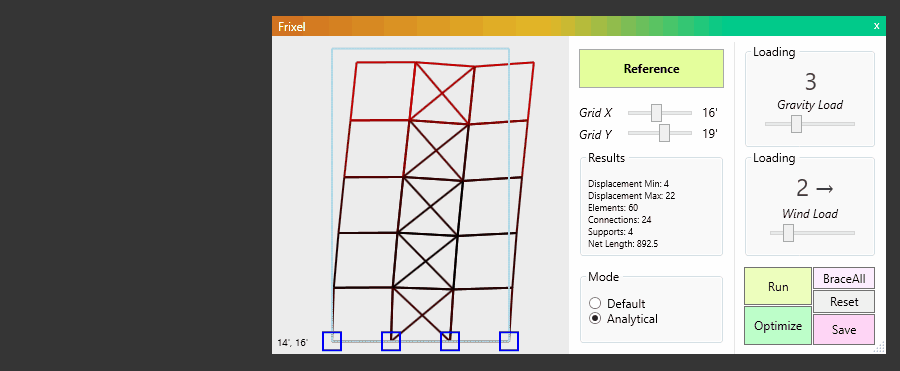 Frixel
x
Reference
Grid X
16'
Grid Y
19'
Results
Displacement Min: 4
Displacement Max: 22
Elements: 60
Connections: 24
Supports: 4
Net Length: 892.5
Mode
Default
Analytical
14', 16'
Loading
3
Gravity Load
Loading
2 →
Wind Load
Run
BraceAll
Reset
Optimize
Save